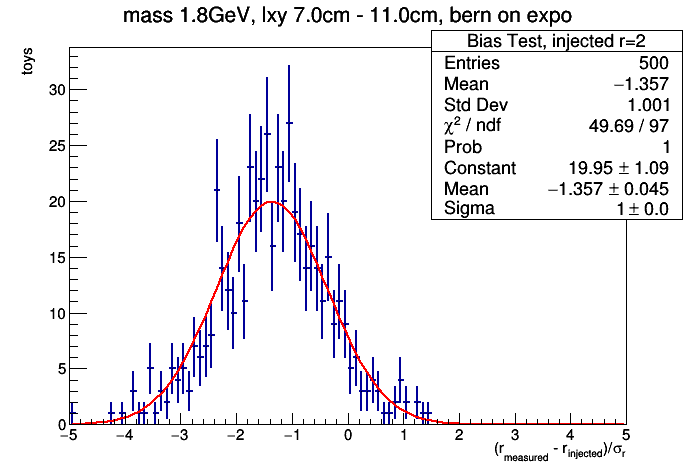 mass 1.8GeV, lxy 7.0cm - 11.0cm, bern on expo
Bias Test, injected r=2
Entries 500
Mean −1.357
Std Dev 1.001
χ² / ndf 49.69 / 97
Prob 1
Constant 19.95 ± 1.09
Mean −1.357 ± 0.045
Sigma 1 ± 0.0
toys
30
25
20
15
10
5
0
−5 −4 −3 −2 −1 0 1 2 3 4 5
(r_measured - r_injected)/σ_r